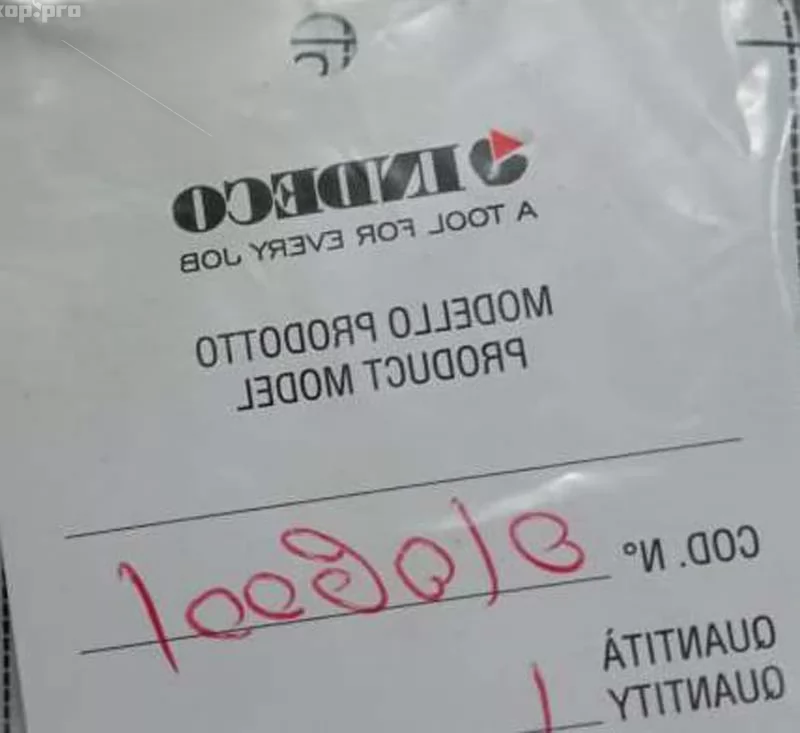 INDECO
A TOOL FOR EVERY JOB
MODELLO PRODOTTO
PRODUCT MODEL
COD. N°
QUANTITÁ
QUANTITY 1